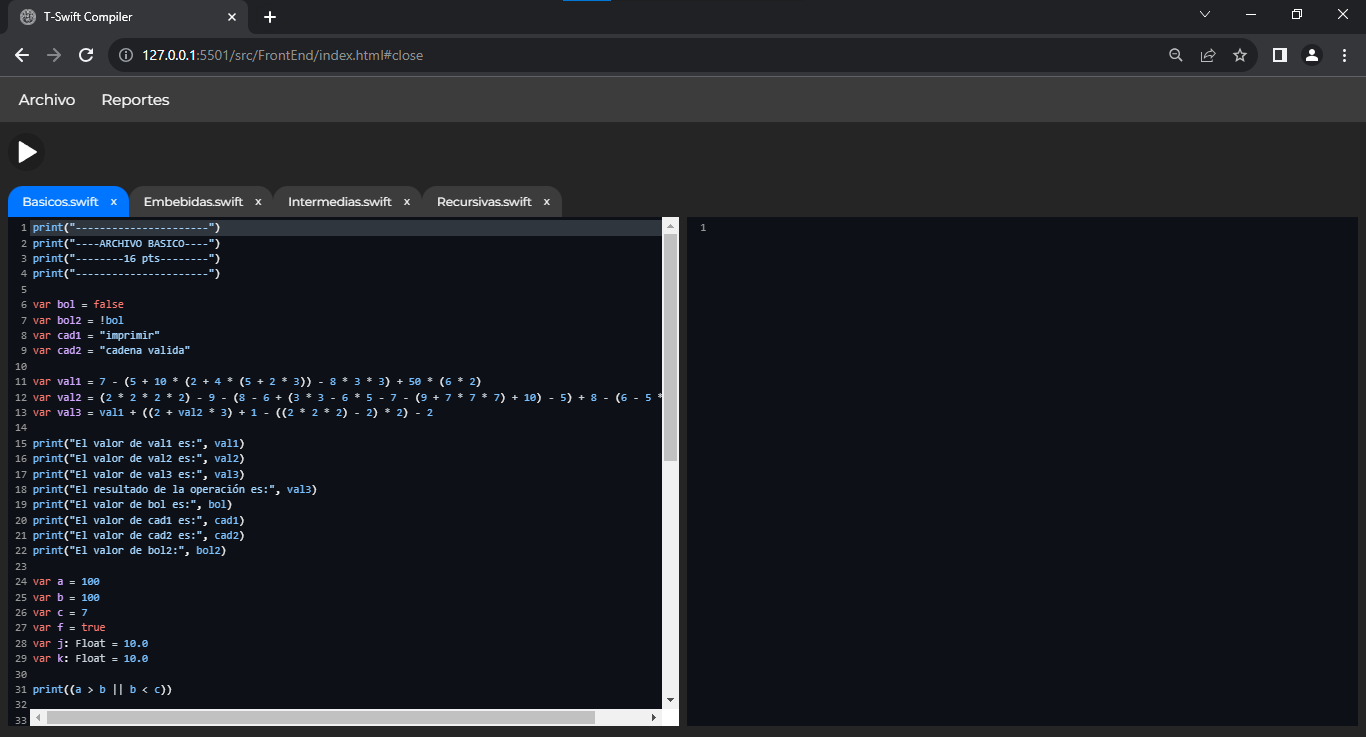 T-Swift Compiler
127.0.0.1:5501/src/FrontEnd/index.html#close
Archivo Reportes
Basicos.swift x Embebidas.swift x Intermedias.swift x Recursivas.swift x
1 print("----------------------")
2 print("----ARCHIVO BASICO----")
3 print("--------16 pts--------")
4 print("----------------------")
5
6 var bol = false
7 var bol2 = !bol
8 var cad1 = "imprimir"
9 var cad2 = "cadena valida"
10
11 var val1 = 7 - (5 + 10 * (2 + 4 * (5 + 2 * 3)) - 8 * 3 * 3) + 50 * (6 * 2)
12 var val2 = (2 * 2 * 2 * 2) - 9 - (8 - 6 + (3 * 3 - 6 * 5 - 7 - (9 + 7 * 7 * 7) + 10) - 5) + 8 - (6 - 5 *
13 var val3 = val1 + ((2 + val2 * 3) + 1 - ((2 * 2 * 2) - 2) * 2) - 2
14
15 print("El valor de val1 es:", val1)
16 print("El valor de val2 es:", val2)
17 print("El valor de val3 es:", val3)
18 print("El resultado de la operación es:", val3)
19 print("El valor de bol es:", bol)
20 print("El valor de cad1 es:", cad1)
21 print("El valor de cad2 es:", cad2)
22 print("El valor de bol2:", bol2)
23
24 var a = 100
25 var b = 100
26 var c = 7
27 var f = true
28 var j: Float = 10.0
29 var k: Float = 10.0
30
31 print((a > b || b < c))
32
33
1